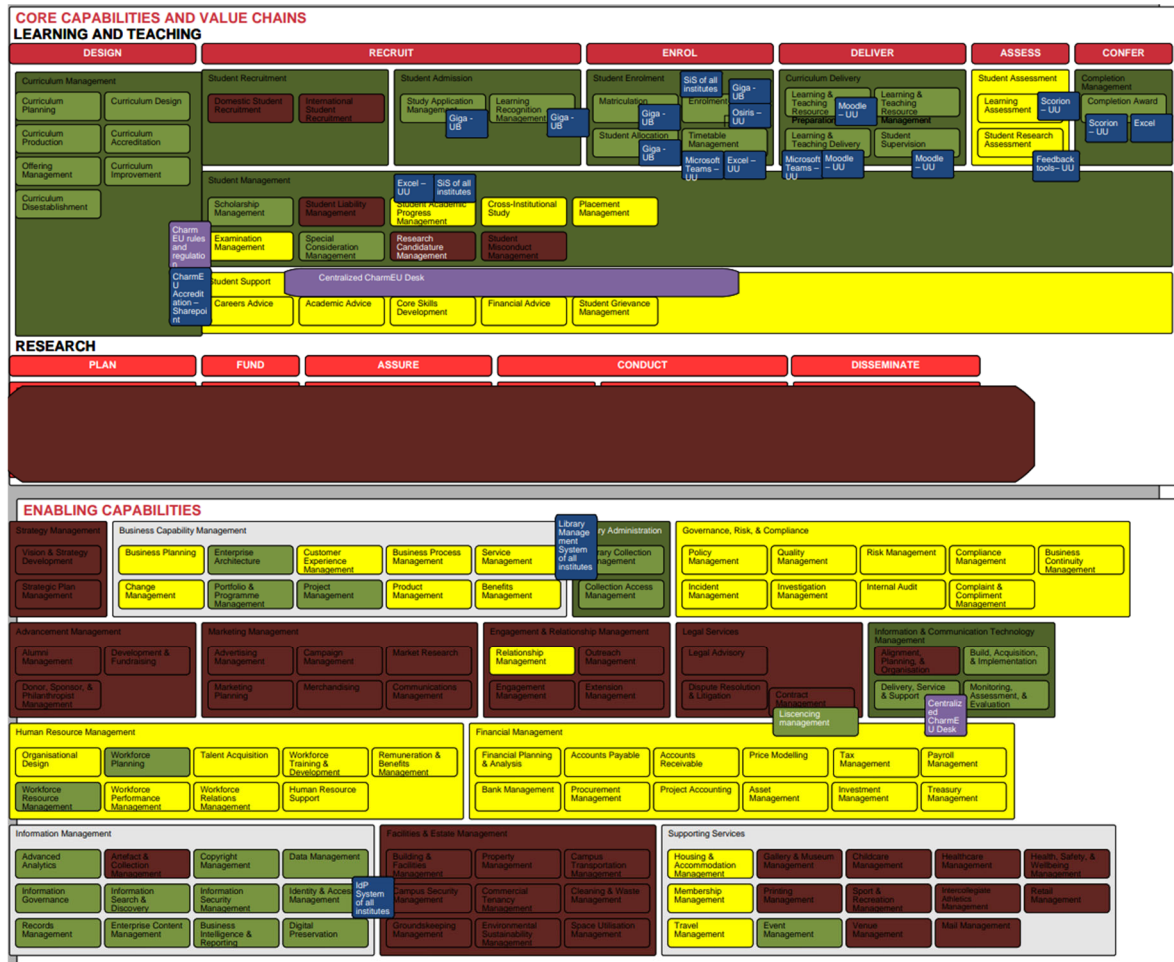 CORE CAPABILITIES AND VALUE CHAINS
LEARNING AND TEACHING
DESIGN
RECRUIT
ENROL
DELIVER
ASSESS
CONFER
Curriculum Management
Curriculum
Planning
Curriculum Design
Curriculum
Production
Curriculum
Accreditation
Offering
Management
Curriculum
Improvement
Curriculum
Disestablishment
Student Recruitment
Domestic Student
Recruitment
International
Student
Recruitment
Student Admission
Study Application
Management
Learning
Recognition
Management
Giga -
UB
Giga -
UB
Student Enrolment
Matriculation
Enrolment
Student Allocation
Timetable
Management
SiS of all
institutes
Giga -
UB
Giga -
UB
Osiris –
UU
Giga -
UB
Microsoft
Teams –
UU
Excel –
UU
Curriculum Delivery
Learning &
Teaching
Resource
Preparation
Learning &
Teaching
Resource
Management
Learning &
Teaching Delivery
Student
Supervision
Moodle
– UU
Microsoft
Teams –
UU
Moodle
– UU
Moodle
– UU
Student Assessment
Learning
Assessment
Student Research
Assessment
Scorion
– UU
Feedback
tools– UU
Completion
Management
Completion Award
Scorion
– UU
Excel
Student Management
Excel –
UU
SiS of all
institutes
Scholarship
Management
Student Liability
Management
Student Academic
Progress
Management
Cross-Institutional
Study
Placement
Management
Examination
Management
Special
Consideration
Management
Research
Candidature
Management
Student
Misconduct
Management
Charm
EU rules
and
regulation
CharmE
U
Accredit
ation –
Sharepoi
nt
Student Support
Centralized CharmEU Desk
Careers Advice
Academic Advice
Core Skills
Development
Financial Advice
Student Grievance
Management
RESEARCH
PLAN
FUND
ASSURE
CONDUCT
DISSEMINATE
ENABLING CAPABILITIES
Strategy Management
Vision & Strategy
Development
Strategic Plan
Management
Business Capability Management
Business Planning
Enterprise
Architecture
Customer
Experience
Management
Business Process
Management
Service
Management
Change
Management
Portfolio &
Programme
Management
Project
Management
Product
Management
Benefits
Management
Library
Manage
ment
System
of all
institutes
ry Administration
rary Collection
agement
Collection Access
Management
Governance, Risk, & Compliance
Policy
Management
Quality
Management
Risk Management
Compliance
Management
Business
Continuity
Management
Incident
Management
Investigation
Management
Internal Audit
Complaint &
Compliment
Management
Advancement Management
Alumni
Management
Development &
Fundraising
Donor, Sponsor, &
Philanthropist
Management
Marketing Management
Advertising
Management
Campaign
Management
Market Research
Marketing
Planning
Merchandising
Communications
Management
Engagement & Relationship Management
Relationship
Management
Outreach
Management
Engagement
Management
Extension
Management
Legal Services
Legal Advisory
Dispute Resolution
& Litigation
Contract
Management
Liscencing
management
Information & Communication Technology
Management
Alignment,
Planning, &
Organisation
Build, Acquisition,
& Implementation
Delivery, Service
& Support
Monitoring,
Assessment, &
Evaluation
Centraliz
ed
CharmE
U Desk
Human Resource Management
Organisational
Design
Workforce
Planning
Talent Acquisition
Workforce
Training &
Development
Remuneration &
Benefits
Management
Workforce
Resource
Management
Workforce
Performance
Management
Workforce
Relations
Management
Human Resource
Support
Financial Management
Financial Planning
& Analysis
Accounts Payable
Accounts
Receivable
Price Modelling
Tax
Management
Payroll
Management
Bank Management
Procurement
Management
Project Accounting
Asset
Management
Investment
Management
Treasury
Management
Information Management
Advanced
Analytics
Artefact &
Collection
Management
Copyright
Management
Data Management
Information
Governance
Information
Search &
Discovery
Information
Security
Management
Identity & Access
Management
Records
Management
Enterprise Content
Management
Business
Intelligence &
Reporting
Digital
Preservation
IdP
System
of all
institutes
Facilities & Estate Management
Building &
Facilities
Management
Property
Management
Campus
Transportation
Management
Campus Security
Management
Commercial
Tenancy
Management
Cleaning & Waste
Management
Groundskeeping
Management
Environmental
Sustainability
Management
Space Utilisation
Management
Supporting Services
Housing &
Accommodation
Management
Gallery & Museum
Management
Childcare
Management
Healthcare
Management
Health, Safety, &
Wellbeing
Management
Membership
Management
Printing
Management
Sport &
Recreation
Management
Intercollegiate
Athletics
Management
Retail
Management
Travel
Management
Event
Management
Venue
Management
Mail Management